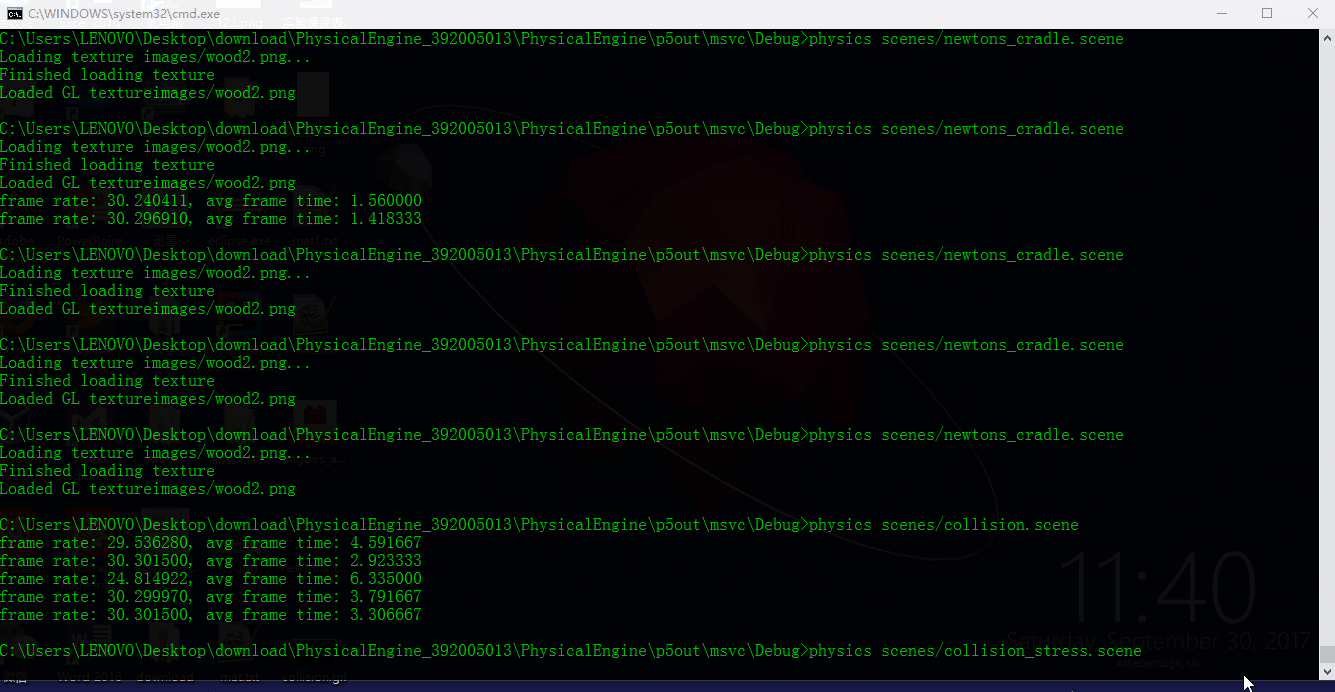 C:\WINDOWS\system32\cmd.exe
C:\Users\LENOVO\Desktop\download\PhysicalEngine_392005013\PhysicalEngine\p5out\msvc\Debug>physics scenes/newtons_cradle.scene
Loading texture images/wood2.png...
Finished loading texture
Loaded GL textureimages/wood2.png
C:\Users\LENOVO\Desktop\download\PhysicalEngine_392005013\PhysicalEngine\p5out\msvc\Debug>physics scenes/newtons_cradle.scene
Loading texture images/wood2.png...
Finished loading texture
Loaded GL textureimages/wood2.png
frame rate: 30.240411, avg frame time: 1.560000
frame rate: 30.296910, avg frame time: 1.418333
C:\Users\LENOVO\Desktop\download\PhysicalEngine_392005013\PhysicalEngine\p5out\msvc\Debug>physics scenes/newtons_cradle.scene
Loading texture images/wood2.png...
Finished loading texture
Loaded GL textureimages/wood2.png
C:\Users\LENOVO\Desktop\download\PhysicalEngine_392005013\PhysicalEngine\p5out\msvc\Debug>physics scenes/newtons_cradle.scene
Loading texture images/wood2.png...
Finished loading texture
Loaded GL textureimages/wood2.png
C:\Users\LENOVO\Desktop\download\PhysicalEngine_392005013\PhysicalEngine\p5out\msvc\Debug>physics scenes/newtons_cradle.scene
Loading texture images/wood2.png...
Finished loading texture
Loaded GL textureimages/wood2.png
C:\Users\LENOVO\Desktop\download\PhysicalEngine_392005013\PhysicalEngine\p5out\msvc\Debug>physics scenes/collision.scene
frame rate: 29.536280, avg frame time: 4.591667
frame rate: 30.301500, avg frame time: 2.923333
frame rate: 24.814922, avg frame time: 6.335000
frame rate: 30.299970, avg frame time: 3.791667
frame rate: 30.301500, avg frame time: 3.306667
11:40
Saturday, September 30, 2017
C:\Users\LENOVO\Desktop\download\PhysicalEngine_392005013\PhysicalEngine\p5out\msvc\Debug>physics scenes/collision_stress.scene
Attleborough, UK
Word 2016 download mat.txt